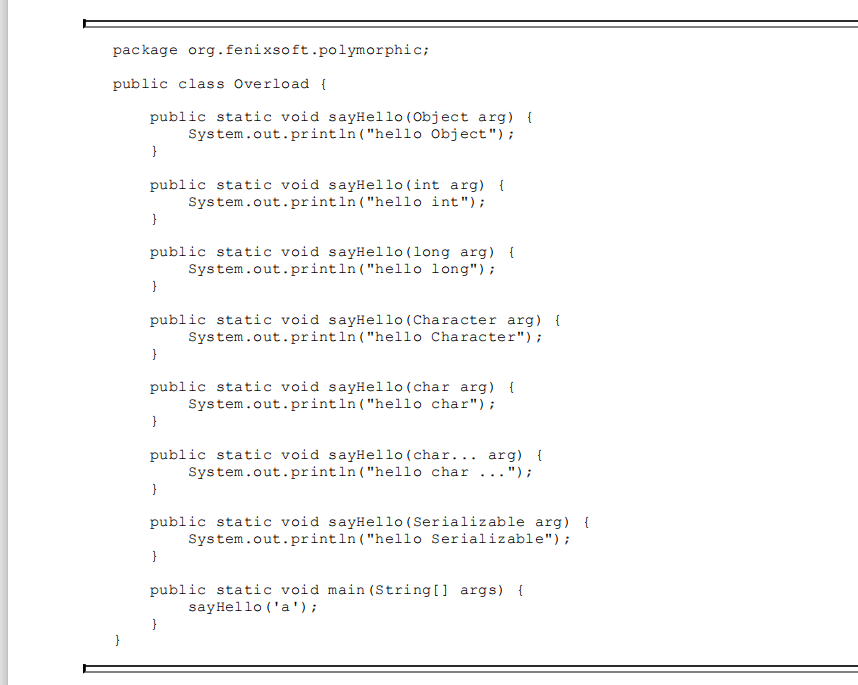 package org.fenixsoft.polymorphic;
public class Overload {
public static void sayHello(Object arg) {
System.out.println("hello Object");
}
public static void sayHello(int arg) {
System.out.println("hello int");
}
public static void sayHello(long arg) {
System.out.println("hello long");
}
public static void sayHello(Character arg) {
System.out.println("hello Character");
}
public static void sayHello(char arg) {
System.out.println("hello char");
}
public static void sayHello(char... arg) {
System.out.println("hello char ...");
}
public static void sayHello(Serializable arg) {
System.out.println("hello Serializable");
}
public static void main(String[] args) {
sayHello('a');
}
}